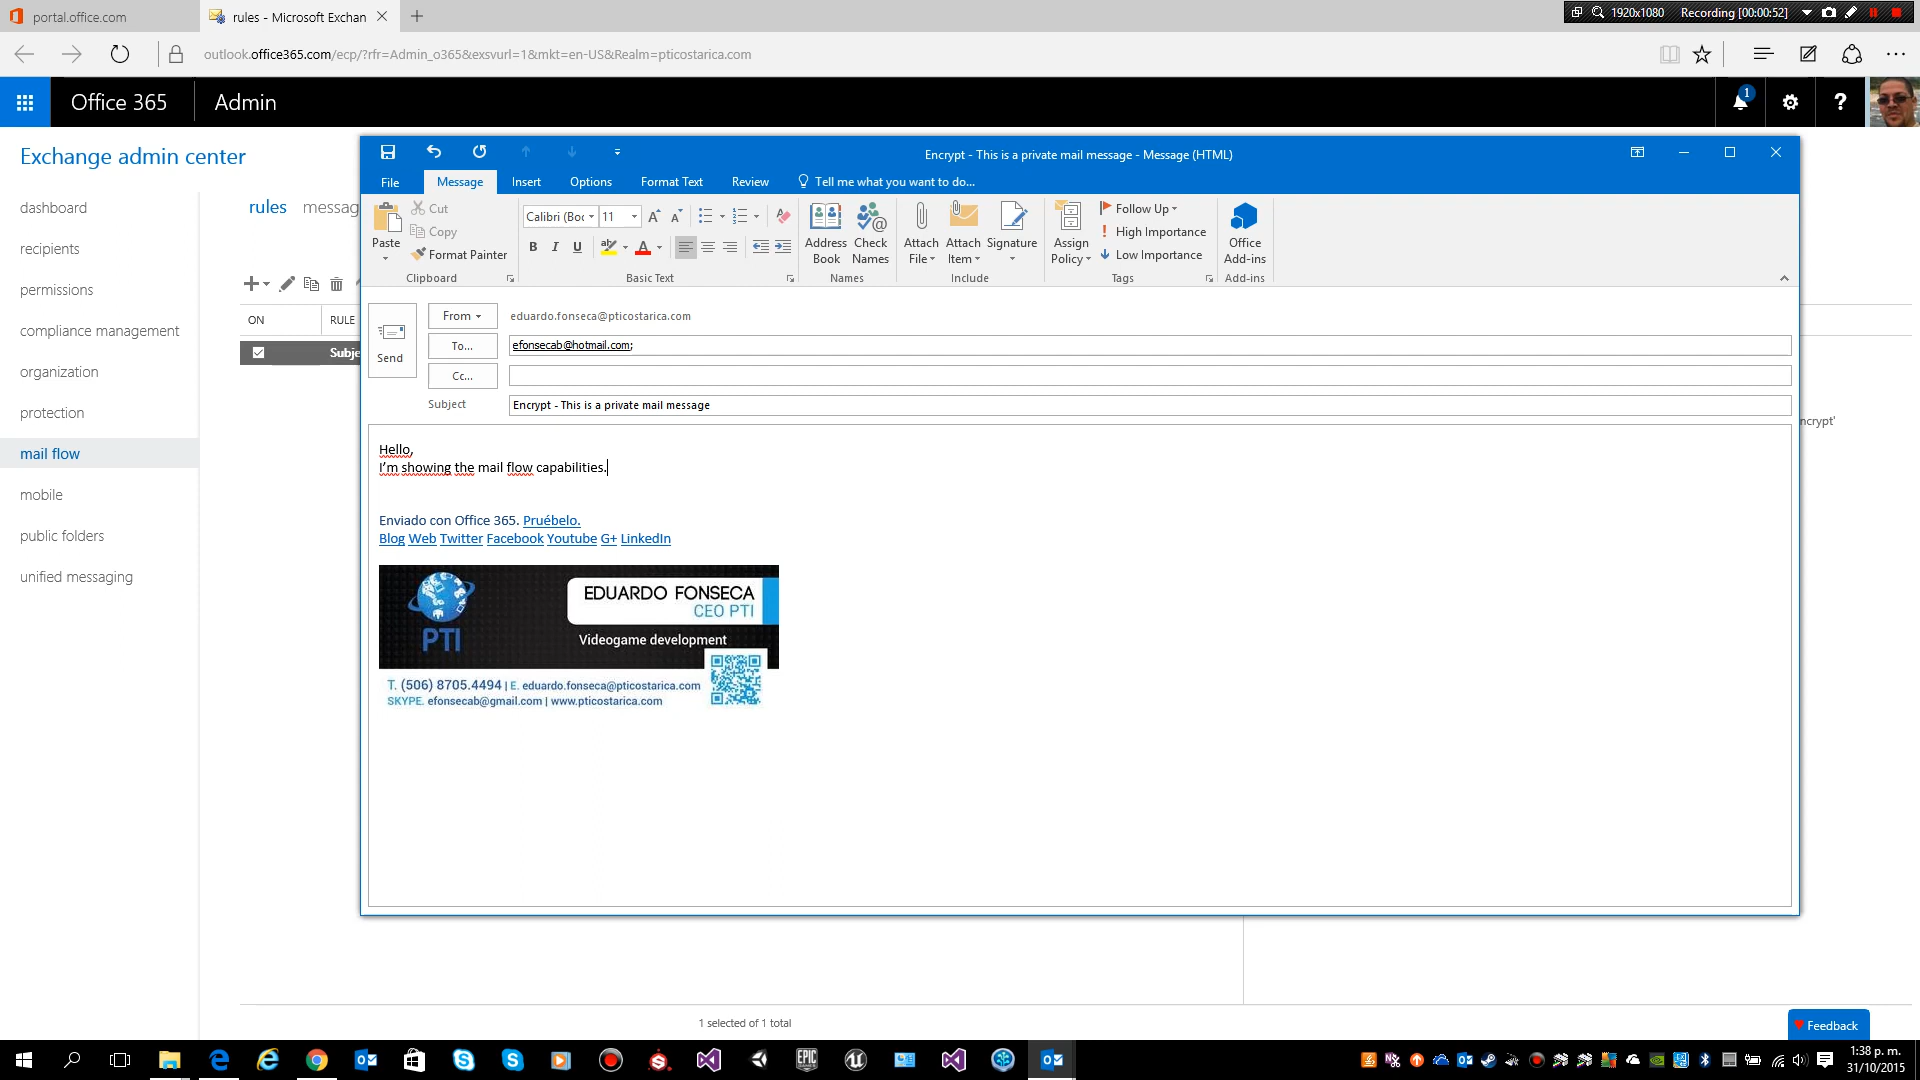 portal.office.com
rules - Microsoft Exchan
1920x1080 Recording [00:00:52]
outlook.office365.com/ecp/?rfr=Admin_o365&exsvurl=1&mkt=en-US&Realm=pticostarica.com
Office 365 Admin
1
?
Exchange admin center
dashboard
recipients
permissions
compliance management
organization
protection
mail flow
mobile
public folders
unified messaging
rules messag
ON RULE
Subje
Encrypt - This is a private mail message - Message (HTML)
File Message Insert Options Format Text Review Tell me what you want to do...
Paste
Cut
Copy
Format Painter
Clipboard
Calibri (Boc 11
B I U
Basic Text
Address Book
Check Names
Names
Attach File
Attach Item
Signature
Include
Assign Policy
Follow Up
High Importance
Low Importance
Tags
Office Add-ins
Add-ins
Send
From
eduardo.fonseca@pticostarica.com
To...
efonsecab@hotmail.com;
Cc...
Subject
Encrypt - This is a private mail message
ncrypt'
Hello,
I'm showing the mail flow capabilities.
Enviado con Office 365. Pruébelo.
Blog Web Twitter Facebook Youtube G+ LinkedIn
PTI
EDUARDO FONSECA
CEO PTI
Videogame development
T. (506) 8705.4494 | E. eduardo.fonseca@pticostarica.com
SKYPE. efonsecab@gmail.com | www.pticostarica.com
1 selected of 1 total
Feedback
1:38 p. m.
31/10/2015